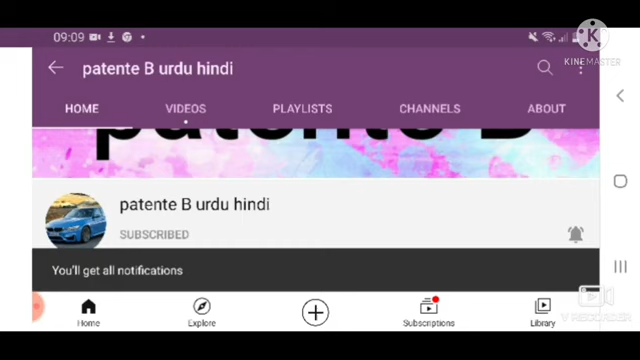 09:09
KINEMASTER
patente B urdu hindi
HOME VIDEOS PLAYLISTS CHANNELS ABOUT
patente B
patente B urdu hindi
SUBSCRIBED
You'll get all notifications
Home Explore Subscriptions Library
V RECORDER